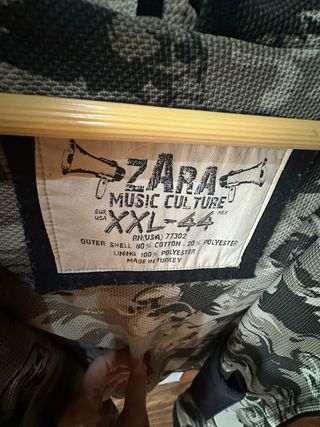 ZARA
MUSIC CULTURE
EUR USA XXL-44 MEX
RN(USA) 77302
OUTER SHELL 80% COTTON - 20% POLYESTER
LINING 100% POLYESTER
MADE IN TURKEY